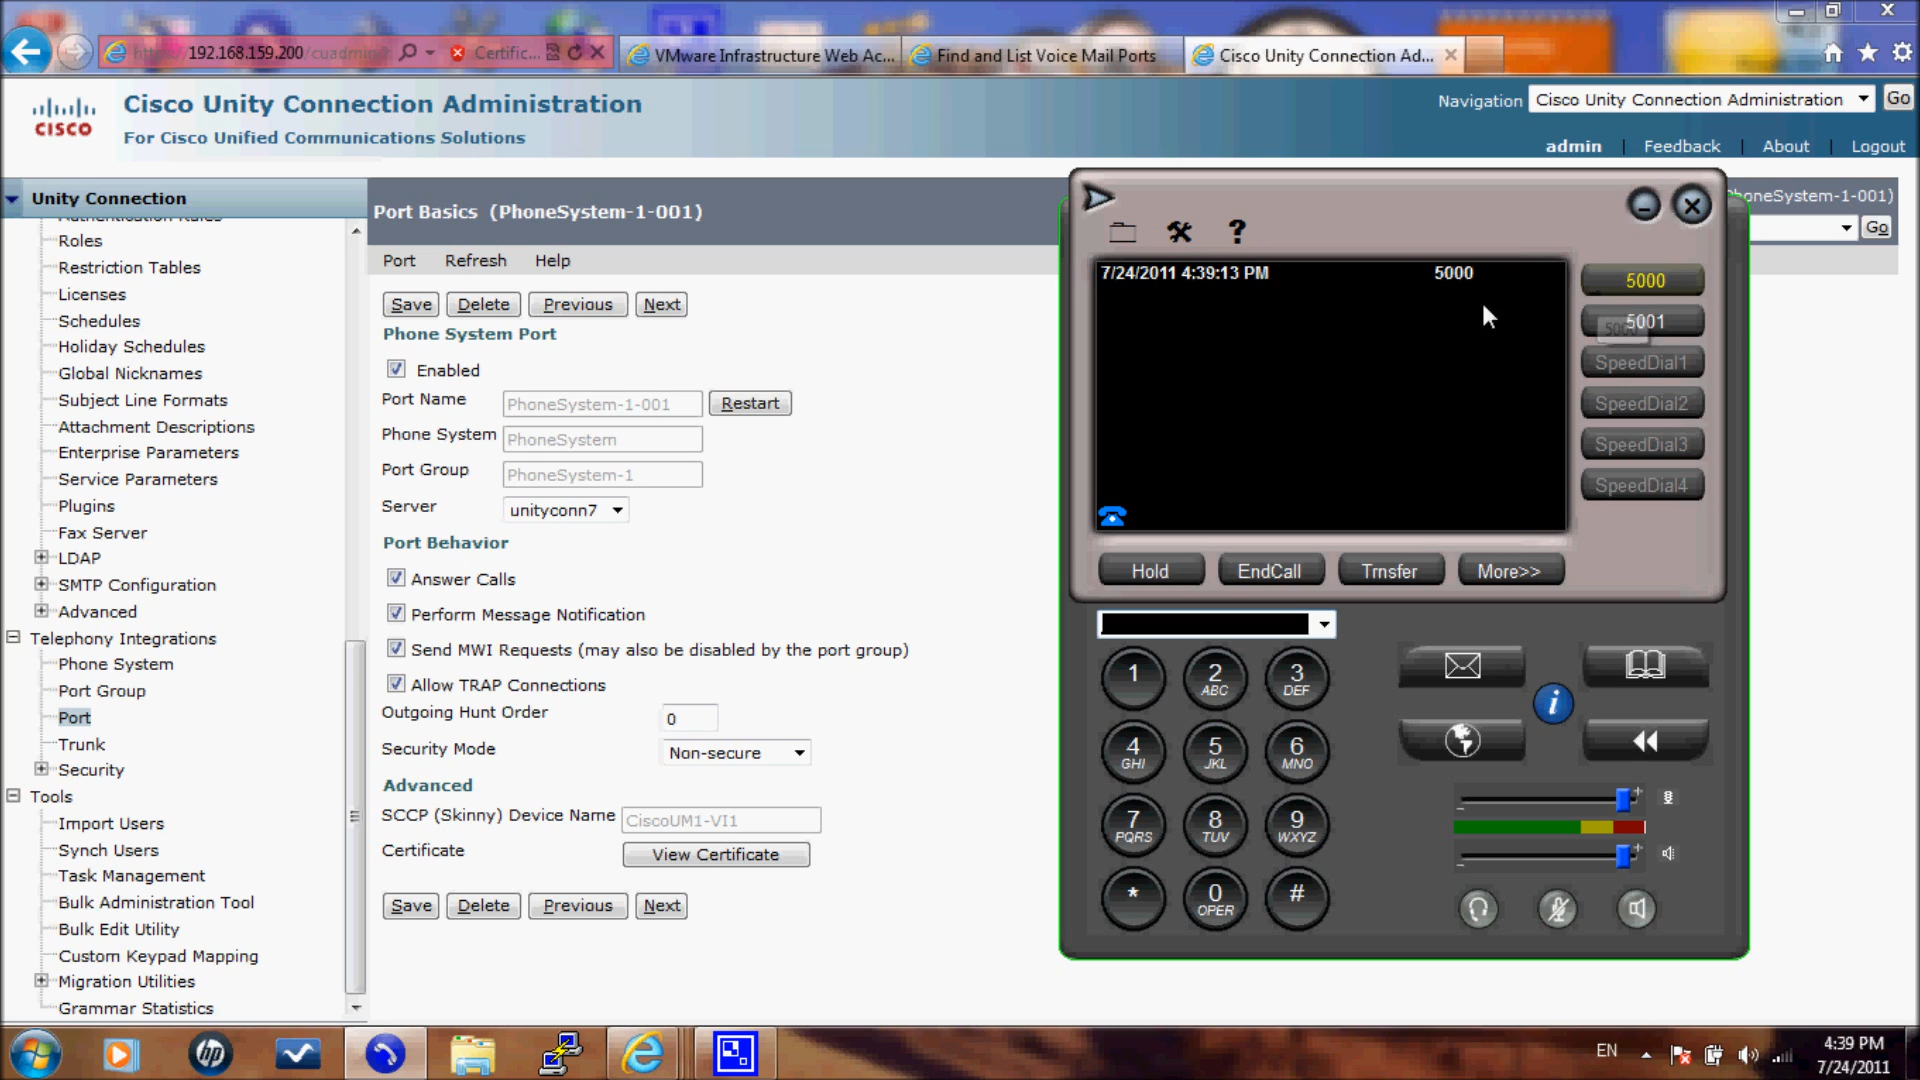 https://192.168.159.200/cuadmin
Certific...
VMware Infrastructure Web Ac...
Find and List Voice Mail Ports
Cisco Unity Connection Ad...
CISCO
Cisco Unity Connection Administration
For Cisco Unified Communications Solutions
Navigation
Cisco Unity Connection Administration
Go
admin
Feedback
About
Logout
Unity Connection
Authentication Rules
Roles
Restriction Tables
Licenses
Schedules
Holiday Schedules
Global Nicknames
Subject Line Formats
Attachment Descriptions
Enterprise Parameters
Service Parameters
Plugins
Fax Server
LDAP
SMTP Configuration
Advanced
Telephony Integrations
Phone System
Port Group
Port
Trunk
Security
Tools
Import Users
Synch Users
Task Management
Bulk Administration Tool
Bulk Edit Utility
Custom Keypad Mapping
Migration Utilities
Grammar Statistics
Port Basics (PhoneSystem-1-001)
honeSystem-1-001)
Go
Port Refresh Help
Save Delete Previous Next
Phone System Port
Enabled
Port Name PhoneSystem-1-001 Restart
Phone System PhoneSystem
Port Group PhoneSystem-1
Server unityconn7
Port Behavior
Answer Calls
Perform Message Notification
Send MWI Requests (may also be disabled by the port group)
Allow TRAP Connections
Outgoing Hunt Order 0
Security Mode Non-secure
Advanced
SCCP (Skinny) Device Name CiscoUM1-VI1
Certificate View Certificate
Save Delete Previous Next
?
7/24/2011 4:39:13 PM 5000
5000
5001
SpeedDial1
SpeedDial2
SpeedDial3
SpeedDial4
Hold EndCall Trnsfer More>>
1
2 ABC
3 DEF
4 GHI
5 JKL
6 MNO
7 PQRS
8 TUV
9 WXYZ
*
0 OPER
#
i
hp
EN
4:39 PM
7/24/2011